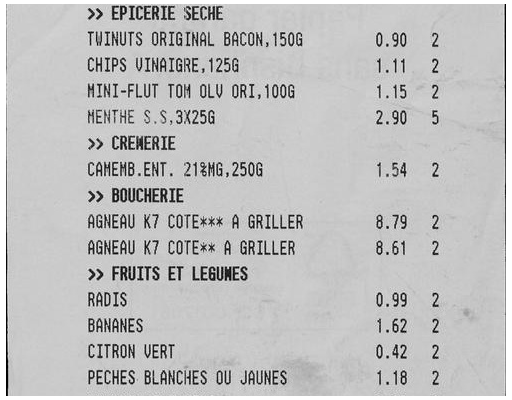 >> EPICERIE SECHE
TWINUTS ORIGINAL BACON,150G 0.90 2
CHIPS VINAIGRE,125G 1.11 2
MINI-FLUT TOM OLV ORI,100G 1.15 2
MENTHE S.S,3X25G 2.90 5
>> CREMERIE
CAMEMB.ENT. 21%MG,250G 1.54 2
>> BOUCHERIE
AGNEAU K7 COTE*** A GRILLER 8.79 2
AGNEAU K7 COTE** A GRILLER 8.61 2
>> FRUITS ET LEGUMES
RADIS 0.99 2
BANANES 1.62 2
CITRON VERT 0.42 2
PECHES BLANCHES OU JAUNES 1.18 2